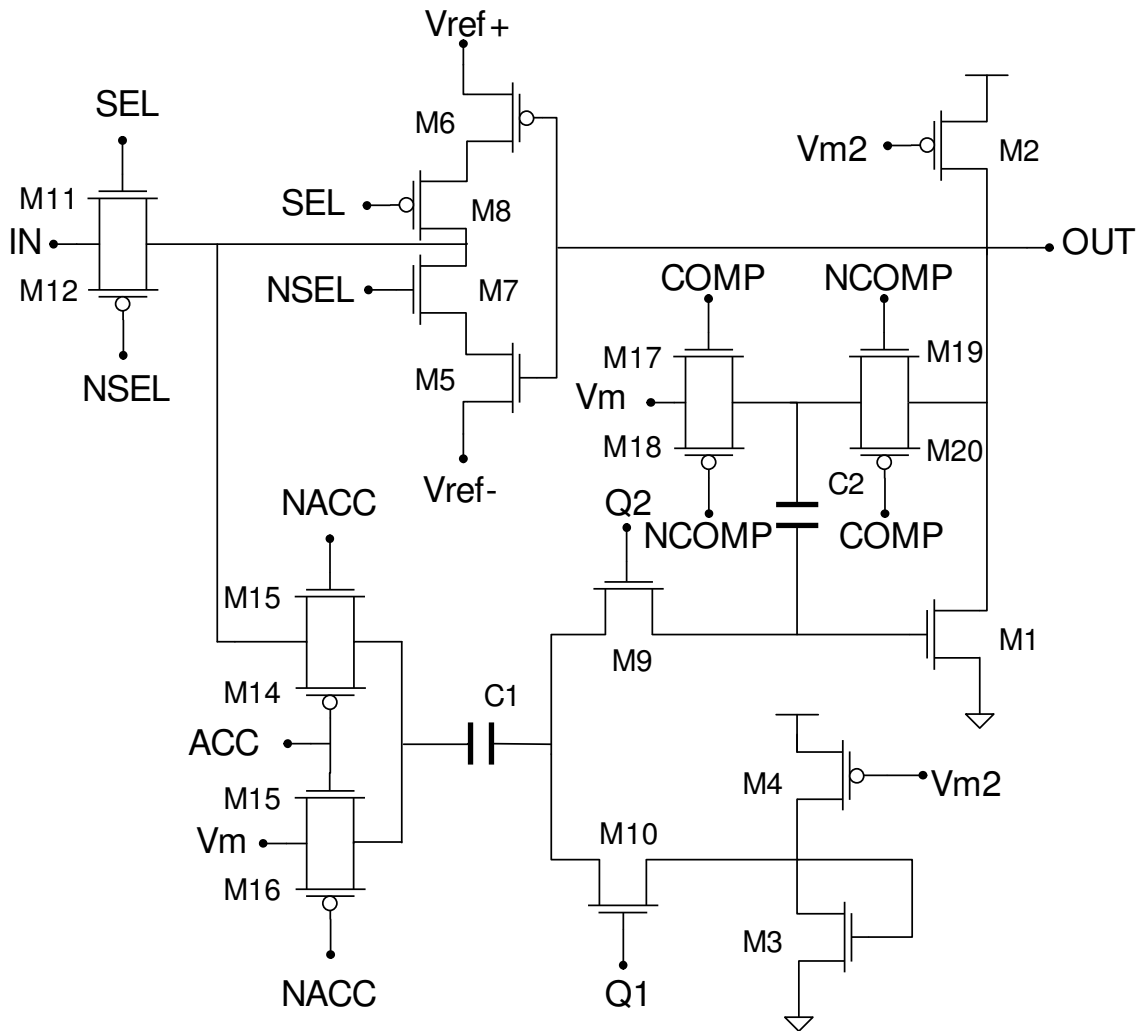 Vref+
SEL
M6
Vm2
M2
M11
SEL
M8
IN
OUT
M12
NSEL
M7
COMP
NCOMP
NSEL
M5
M17
M19
Vm
M18
M20
Vref-
C2
NACC
Q2
NCOMP
COMP
M15
M9
M1
M14
C1
ACC
M15
M4
Vm2
Vm
M10
M16
M3
NACC
Q1